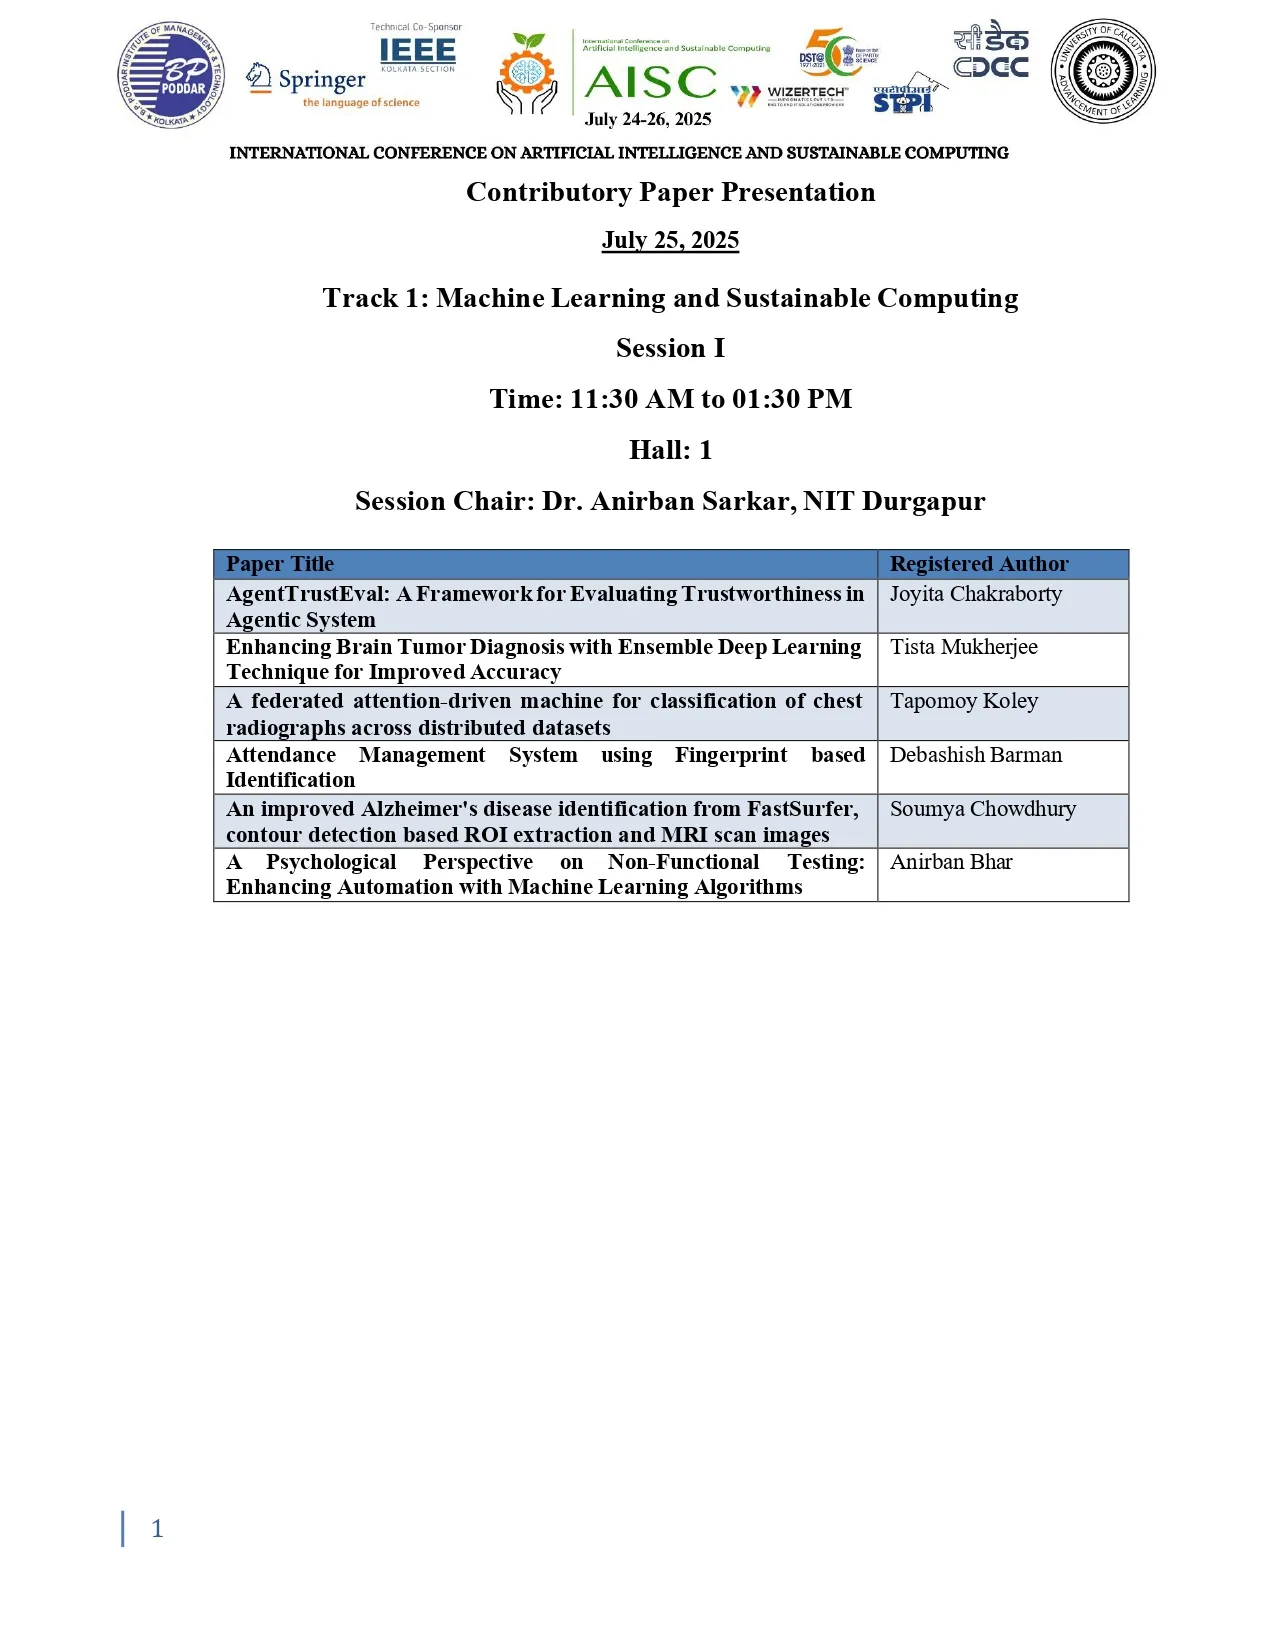 B.P. PODDAR INSTITUTE OF MANAGEMENT & TECHNOLOGY
BP
PODDAR
KOLKATA
Springer
the language of science
Technical Co-Sponsor
IEEE
KOLKATA SECTION
International Conference on
Artificial Intelligence and Sustainable Computing
AISC
July 24-26, 2025
50
DST@
1971-2021
SCIENCE
WIZERTECH
एसटीपीआई
STPI
सी डैक
CDAC
UNIVERSITY OF CALCUTTA
ADVANCEMENT OF LEARNING
INTERNATIONAL CONFERENCE ON ARTIFICIAL INTELLIGENCE AND SUSTAINABLE COMPUTING
Contributory Paper Presentation
July 25, 2025
Track 1: Machine Learning and Sustainable Computing
Session I
Time: 11:30 AM to 01:30 PM
Hall: 1
Session Chair: Dr. Anirban Sarkar, NIT Durgapur
Paper Title Registered Author
AgentTrustEval: A Framework for Evaluating Trustworthiness in Joyita Chakraborty
Agentic System
Enhancing Brain Tumor Diagnosis with Ensemble Deep Learning Tista Mukherjee
Technique for Improved Accuracy
A federated attention-driven machine for classification of chest Tapomoy Koley
radiographs across distributed datasets
Attendance Management System using Fingerprint based Debashish Barman
Identification
An improved Alzheimer's disease identification from FastSurfer, Soumya Chowdhury
contour detection based ROI extraction and MRI scan images
A Psychological Perspective on Non-Functional Testing: Anirban Bhar
Enhancing Automation with Machine Learning Algorithms
1